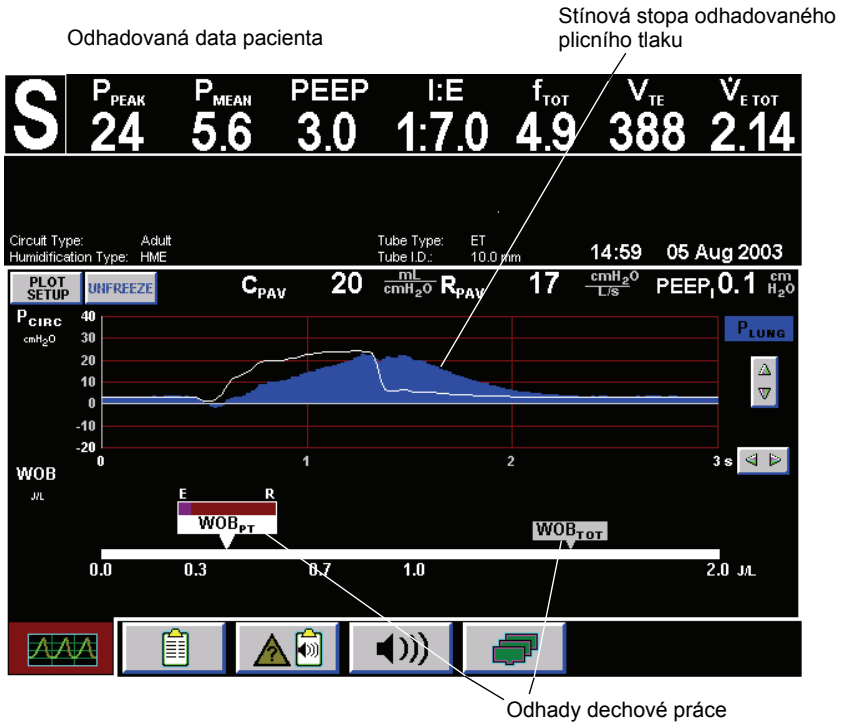 Stínová stopa odhadovaného
plicního tlaku
Odhadovaná data pacienta
S
PPEAK PMEAN PEEP I:E fTOT VTE V̇E TOT
24 5.6 3.0 1:7.0 4.9 388 2.14
Circuit Type: Adult Tube Type: ET
Humidification Type: HME Tube I.D.: 10.0 mm 14:59 05 Aug 2003
PLOT SETUP UNFREEZE CPAV 20 mL/cmH2O RPAV 17 cmH2O/L/s PEEPI 0.1 cm H2O
PCIRC
cmH2O
40
30
20
10
0
-10
-20
PLUNG
0 1 2 3 s
WOB
J/L
E R
WOBPT
WOBTOT
0.0 0.3 0.7 1.0 2.0 J/L
?
Odhady dechové práce